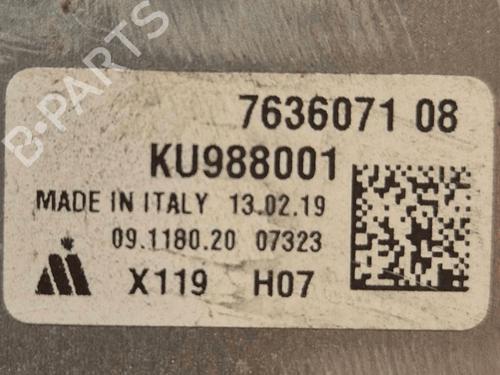 7636071 08
KU988001
MADE IN ITALY 13.02.19
09.1180.20 07323
X119 H07
B-PARTS